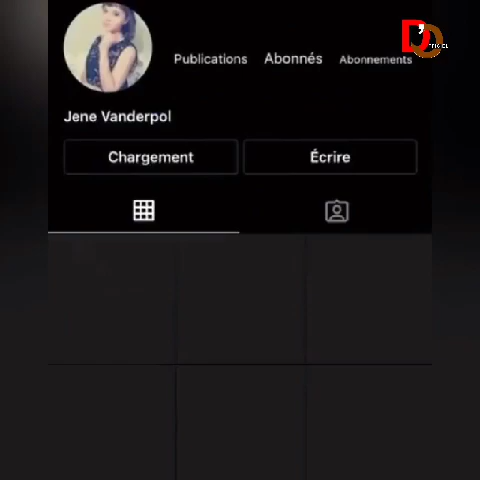 Publications Abonnés Abonnements
Jene Vanderpol
Chargement Écrire